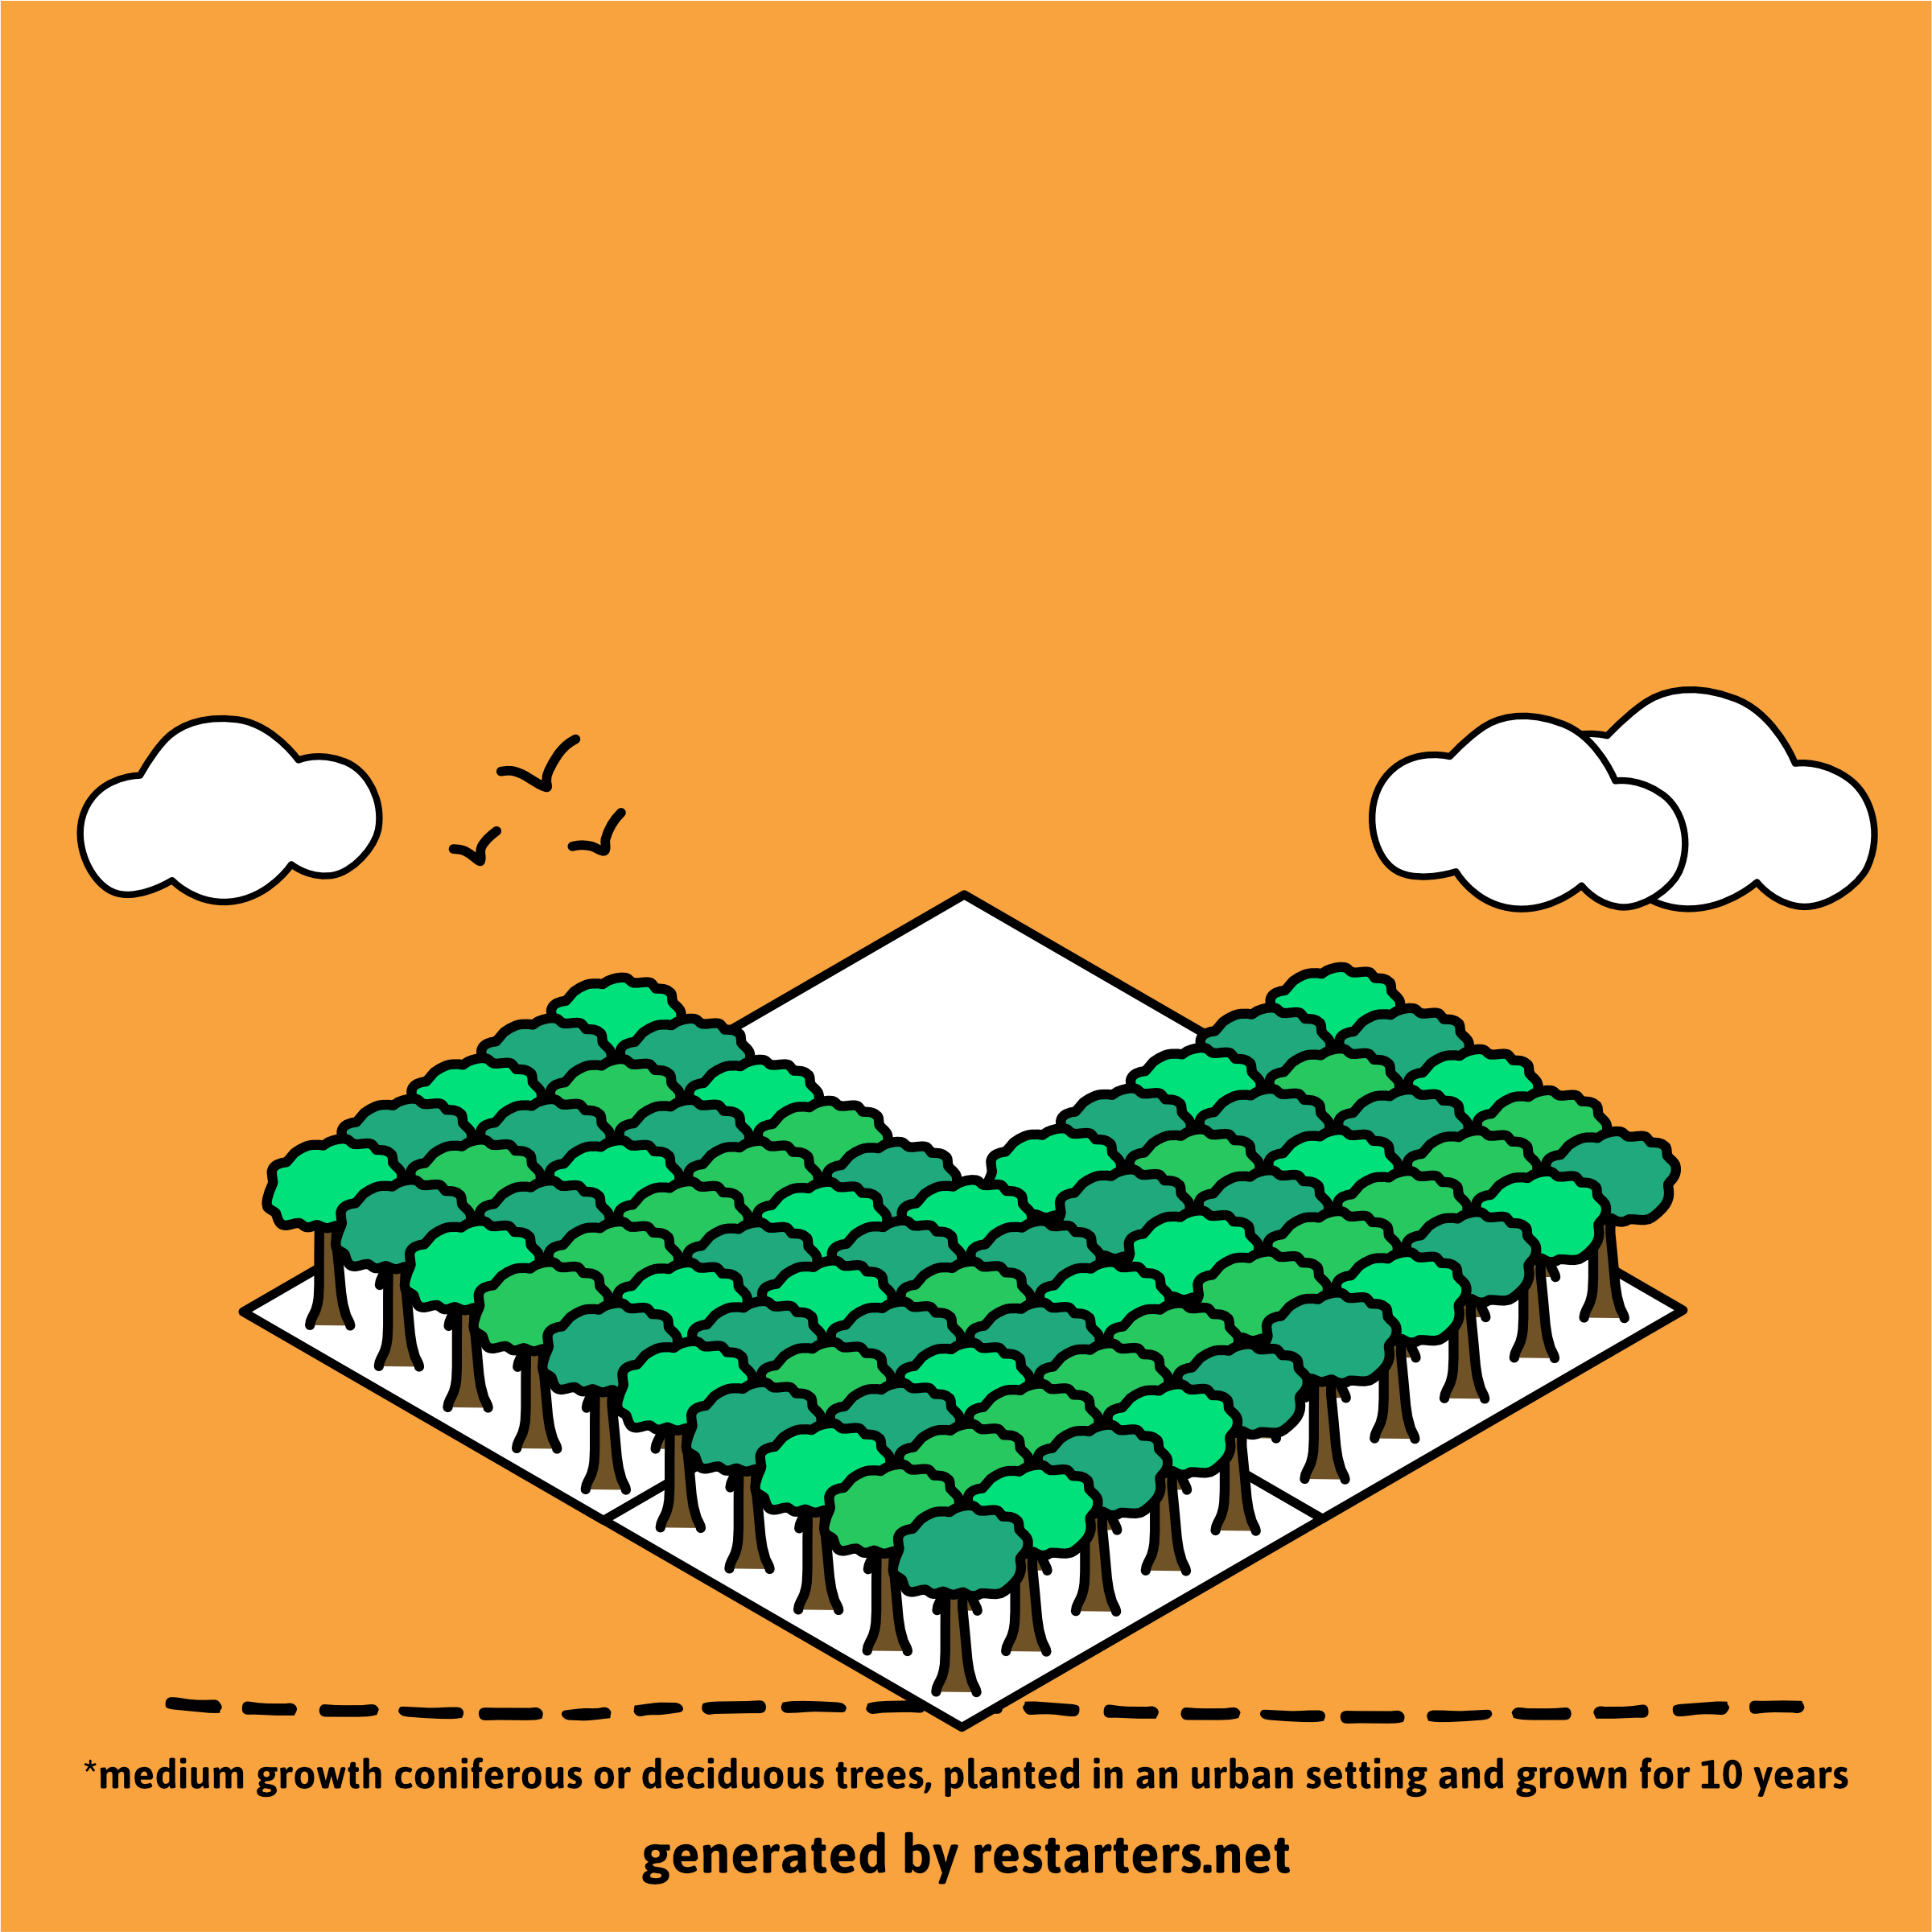 *medium growth coniferous or deciduous trees, planted in an urban setting and grown for 10 years
generated by restarters.net